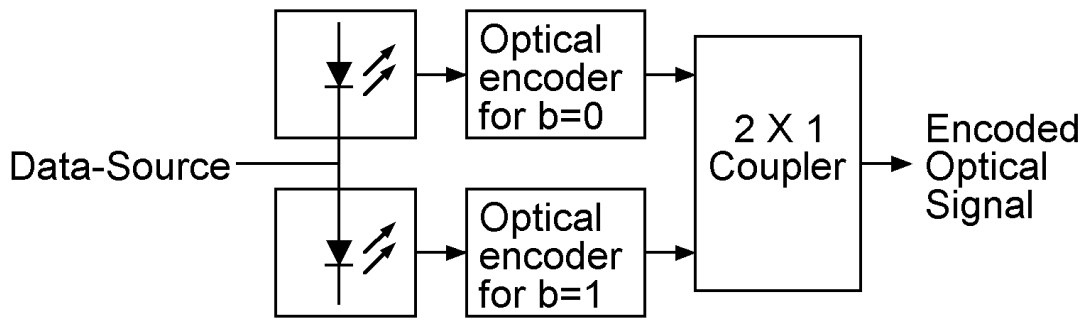 Data-Source
Optical
encoder
for b=0
Optical
encoder
for b=1
2 X 1
Coupler
Encoded
Optical
Signal